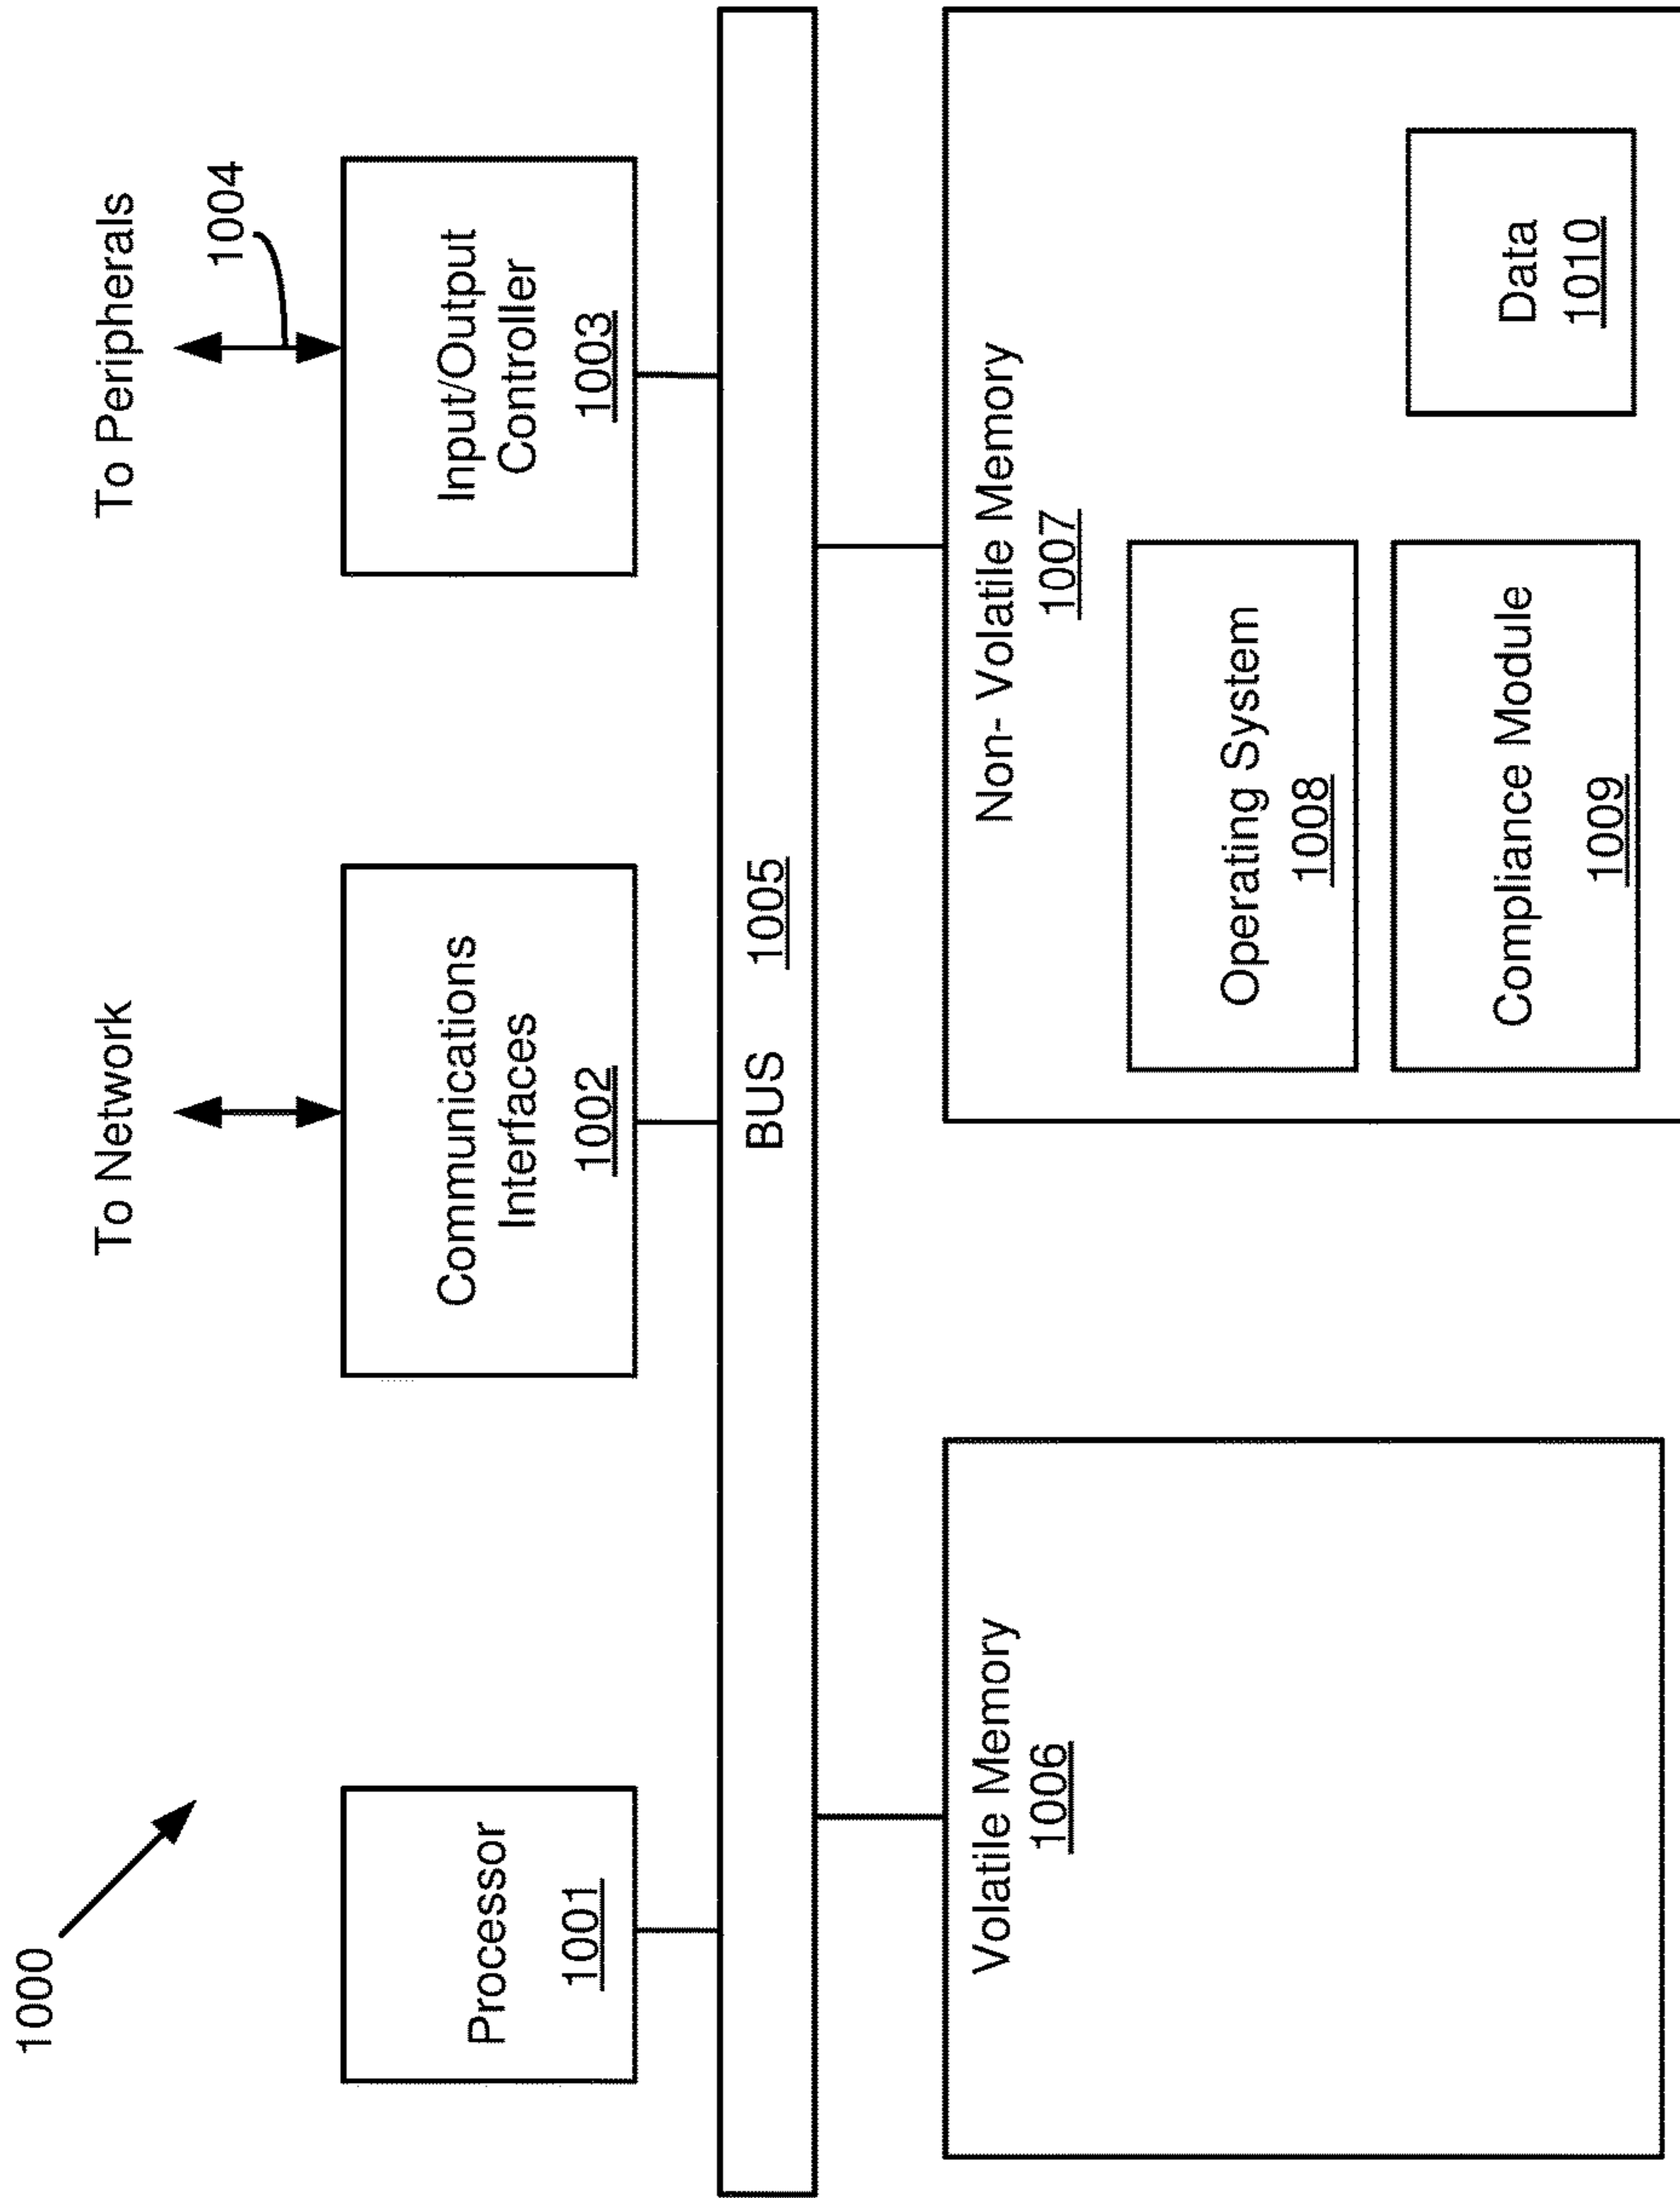 1000
To Network
To Peripherals
1004
Processor
1001
Communications
Interfaces
1002
Input/Output
Controller
1003
BUS 1005
Volatile Memory
1006
Non- Volatile Memory
1007
Operating System
1008
Compliance Module
1009
Data
1010